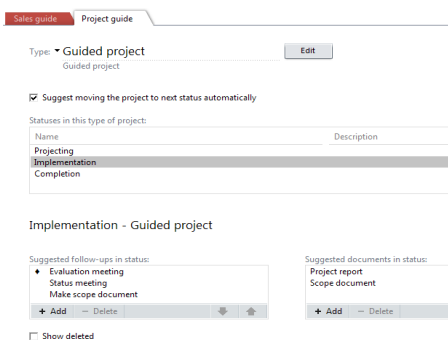 Sales guide Project guide
Type: Guided project Edit
Guided project
Suggest moving the project to next status automatically
Statuses in this type of project:
Name Description
Projecting
Implementation
Completion
Implementation - Guided project
Suggested follow-ups in status: Suggested documents in status:
Evaluation meeting Project report
Status meeting Scope document
Make scope document
+ Add − Delete + Add − Delete
Show deleted